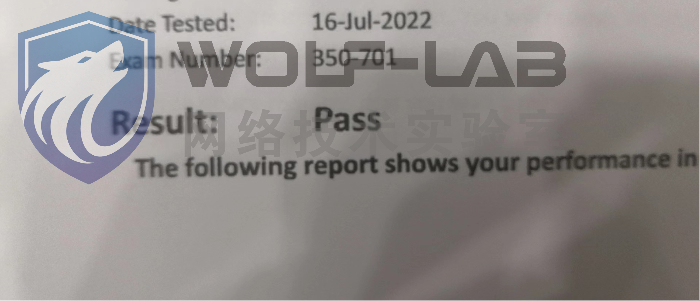 Date Tested: 16-Jul-2022
WOLF-LAB
Exam Number: 350-701
Result: Pass
网络技术实验室
The following report shows your performance in